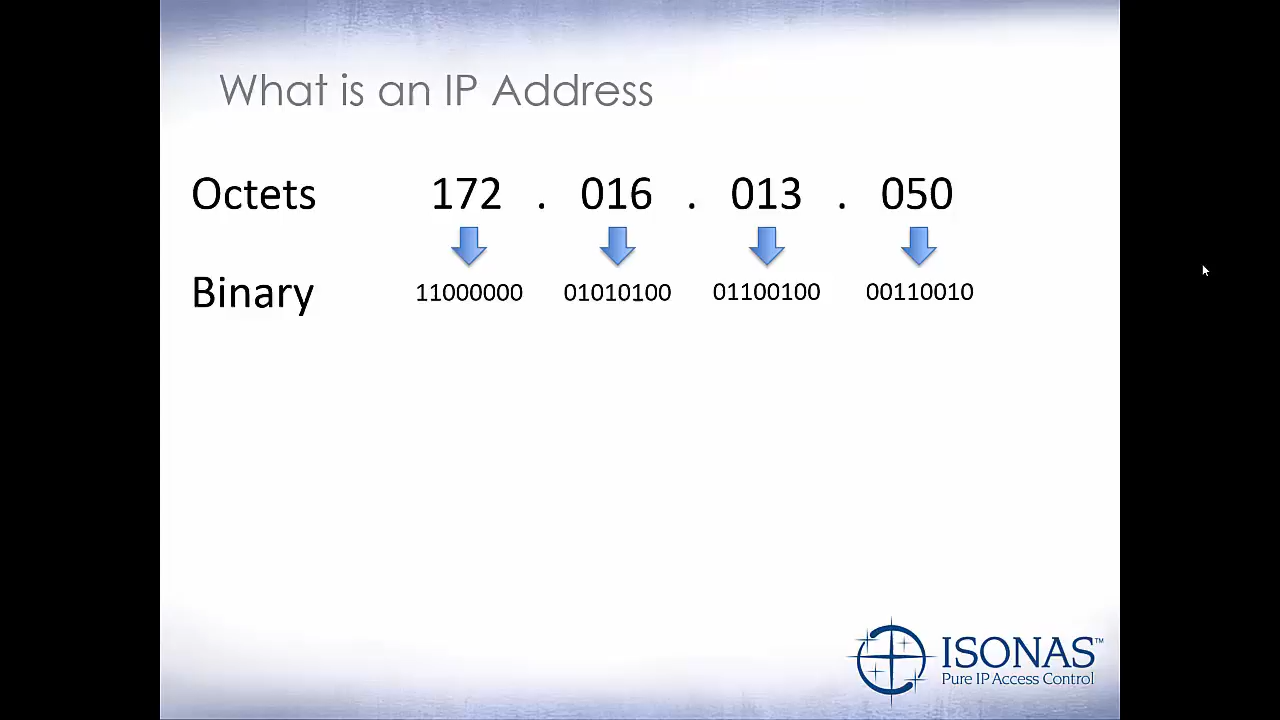 What is an IP Address
Octets 172 . 016 . 013 . 050
Binary 11000000 01010100 01100100 00110010
ISONAS™
Pure IP Access Control